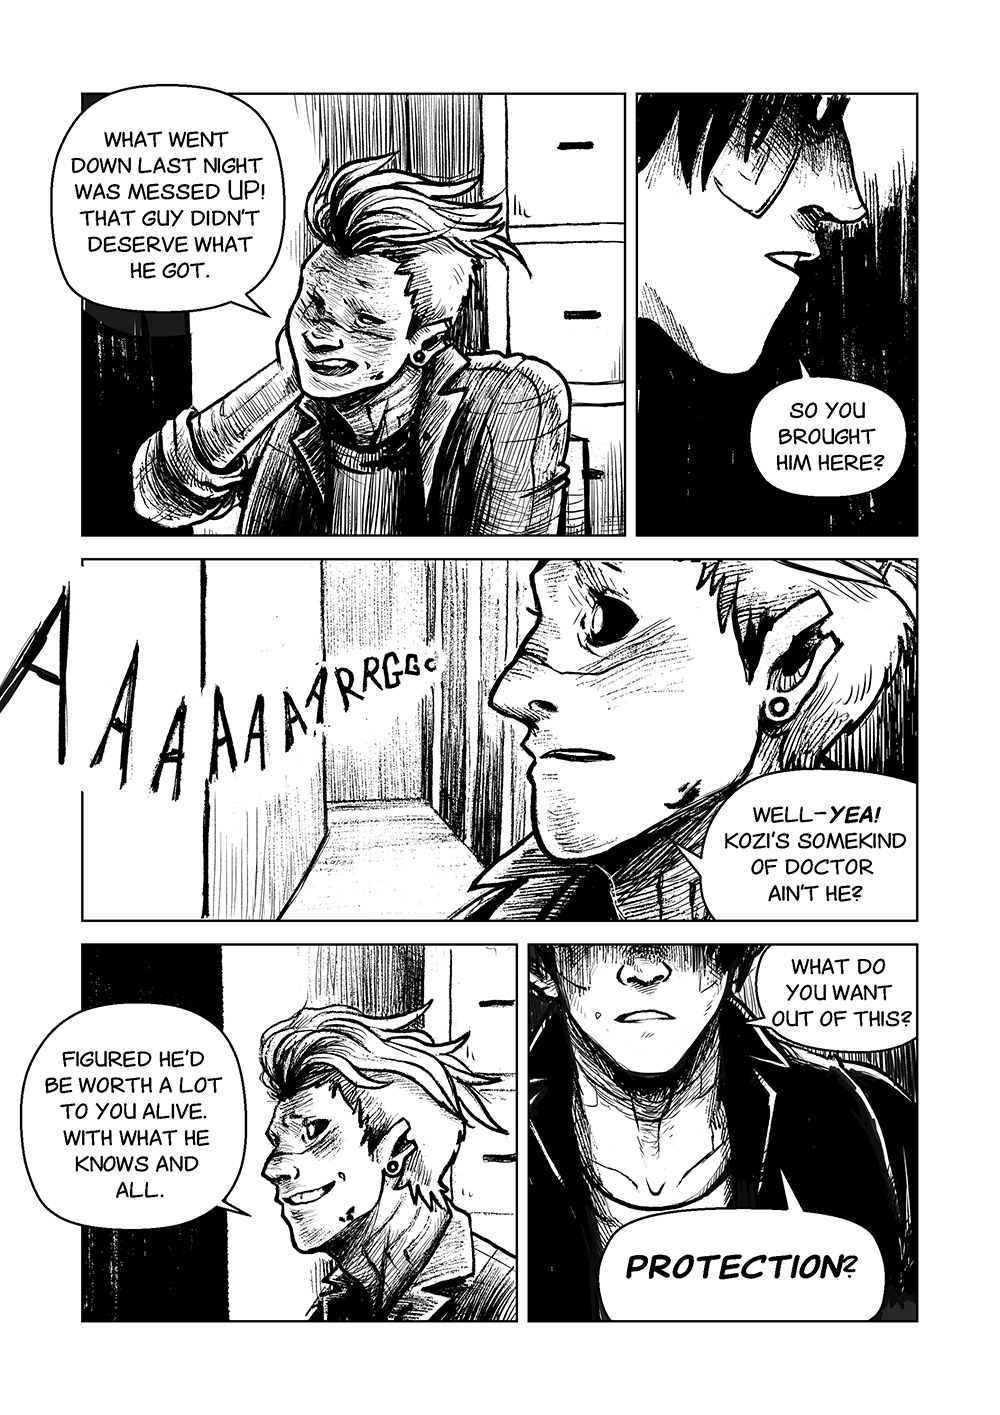 WHAT WENT
DOWN LAST NIGHT
WAS MESSED UP!
THAT GUY DIDN'T
DESERVE WHAT
HE GOT.
SO YOU
BROUGHT
HIM HERE?
AAAAAAARRGGG
WELL-YEA!
KOZI'S SOMEKIND
OF DOCTOR
AIN'T HE?
FIGURED HE'D
BE WORTH A LOT
TO YOU ALIVE.
WITH WHAT HE
KNOWS AND
ALL.
WHAT DO
YOU WANT
OUT OF THIS?
PROTECTION?